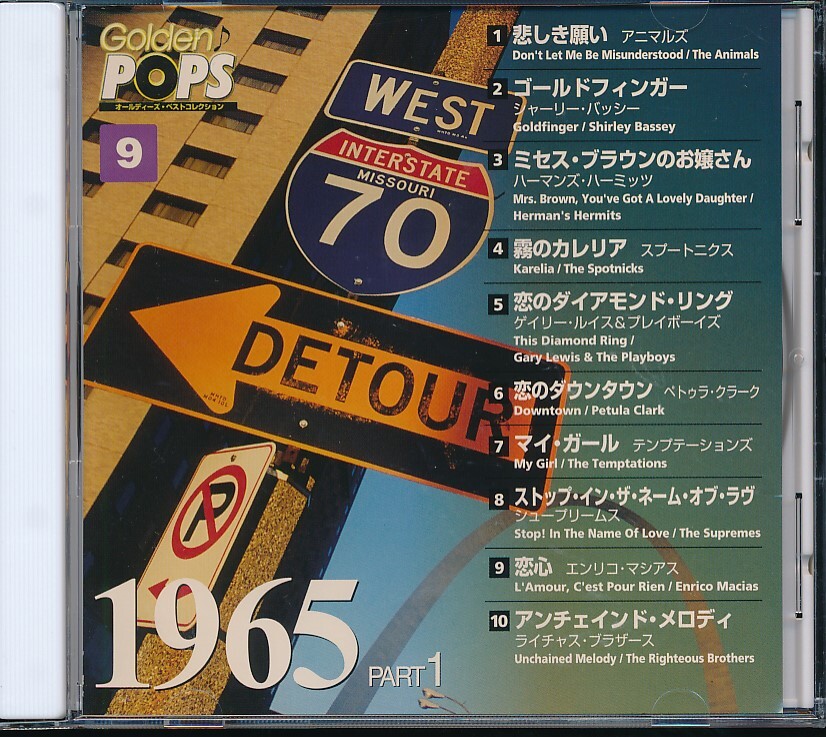 Golden
POPS
オールディーズ・ベストコレクション
9
WEST
INTERSTATE
MISSOURI
70
DETOUR
P
1965 PART1
1 悲しき願い アニマルズ
Don't Let Me Be Misunderstood / The Animals
2 ゴールドフィンガー
シャーリー・バッシー
Goldfinger / Shirley Bassey
3 ミセス・ブラウンのお嬢さん
ハーマンズ・ハーミッツ
Mrs. Brown, You've Got A Lovely Daughter /
Herman's Hermits
4 霧のカレリア スプートニクス
Karelia / The Spotnicks
5 恋のダイアモンド・リング
ゲイリー・ルイス&プレイボーイズ
This Diamond Ring /
Gary Lewis & The Playboys
6 恋のダウンタウン ペトゥラ・クラーク
Downtown / Petula Clark
7 マイ・ガール テンプテーションズ
My Girl / The Temptations
8 ストップ・イン・ザ・ネーム・オブ・ラヴ
シュープリームス
Stop! In The Name Of Love / The Supremes
9 恋心 エンリコ・マシアス
L'Amour, C'est Pour Rien / Enrico Macias
10 アンチェインド・メロディ
ライチャス・ブラザース
Unchained Melody / The Righteous Brothers